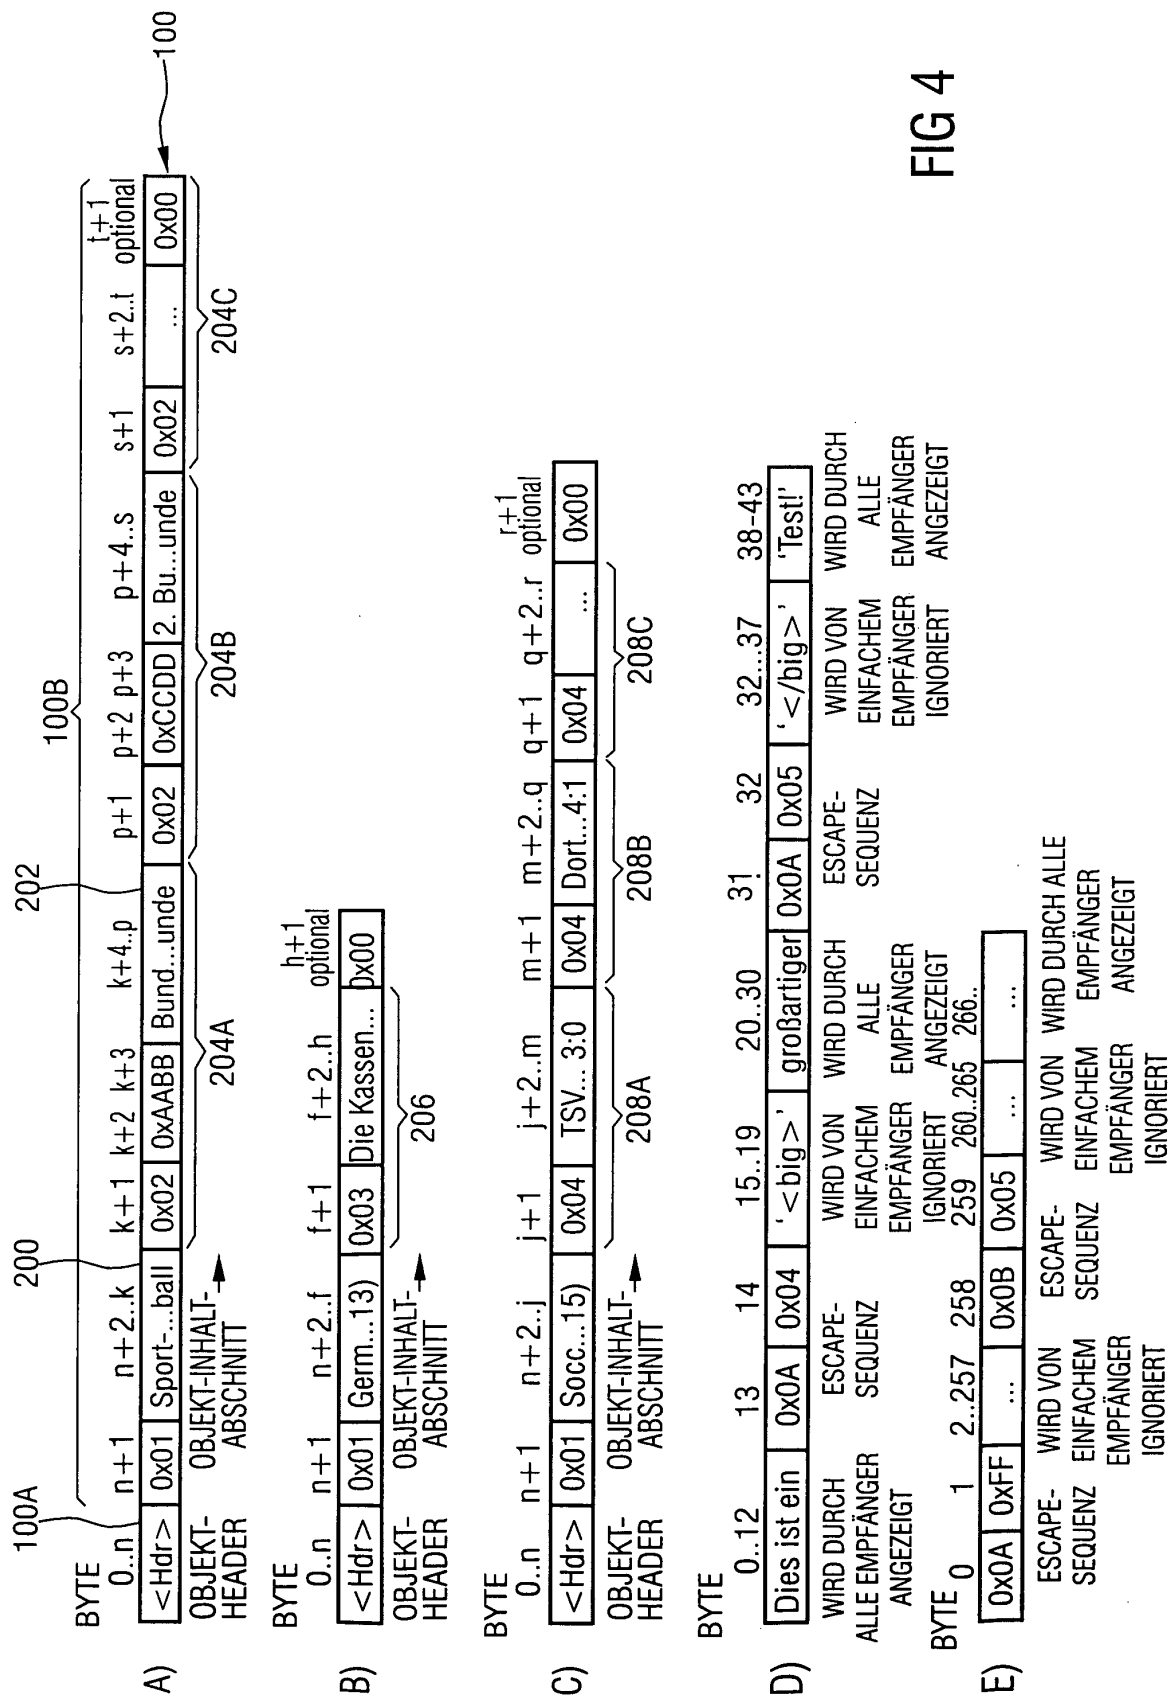 100B
100A
200
202
100
BYTE
0..n n+1 n+2..k k+1 k+2 k+3 k+4..p p+1 p+2 p+3 p+4..s s+1 s+2..t t+1
optional
A) <Hdr> 0x01 Sport-...ball 0x02 0xAABB Bund...unde 0x02 0xCCDD 2. Bu...unde 0x02 ... 0x00
OBJEKT-
HEADER
OBJEKT-INHALT-
ABSCHNITT
204A
204B
204C
BYTE
0..n n+1 n+2..f f+1 f+2..h h+1
optional
B) <Hdr> 0x01 Germ...13) 0x03 Die Kassen... 0x00
OBJEKT-
HEADER
OBJEKT-INHALT-
ABSCHNITT
206
BYTE
0..n n+1 n+2..j j+1 j+2..m m+1 m+2..q q+1 q+2..r r+1
optional
C) <Hdr> 0x01 Socc...15) 0x04 TSV... 3:0 0x04 Dort...4:1 0x04 ... 0x00
OBJEKT-
HEADER
OBJEKT-INHALT-
ABSCHNITT
208A
208B
208C
BYTE
0..12 13 14 15..19 20..30 31. 32 32...37 38-43
D) Dies ist ein 0x0A 0x04 '<big>' großartiger 0x0A 0x05 '</big>' 'Test!'
WIRD DURCH
ALLE EMPFÄNGER
ANGEZEIGT
ESCAPE-
SEQUENZ
WIRD VON
EINFACHEM
EMPFÄNGER
IGNORIERT
WIRD DURCH
ALLE
EMPFÄNGER
ANGEZEIGT
ESCAPE-
SEQUENZ
WIRD VON
EINFACHEM
EMPFÄNGER
IGNORIERT
WIRD DURCH
ALLE
EMPFÄNGER
ANGEZEIGT
BYTE
0 1 2..257 258 259 260..265 266..
E) 0x0A 0xFF ... 0x0B 0x05 ... ...
ESCAPE-
SEQUENZ
WIRD VON
EINFACHEM
EMPFÄNGER
IGNORIERT
ESCAPE-
SEQUENZ
WIRD VON
EINFACHEM
EMPFÄNGER
IGNORIERT
WIRD DURCH ALLE
EMPFÄNGER
ANGEZEIGT
FIG 4